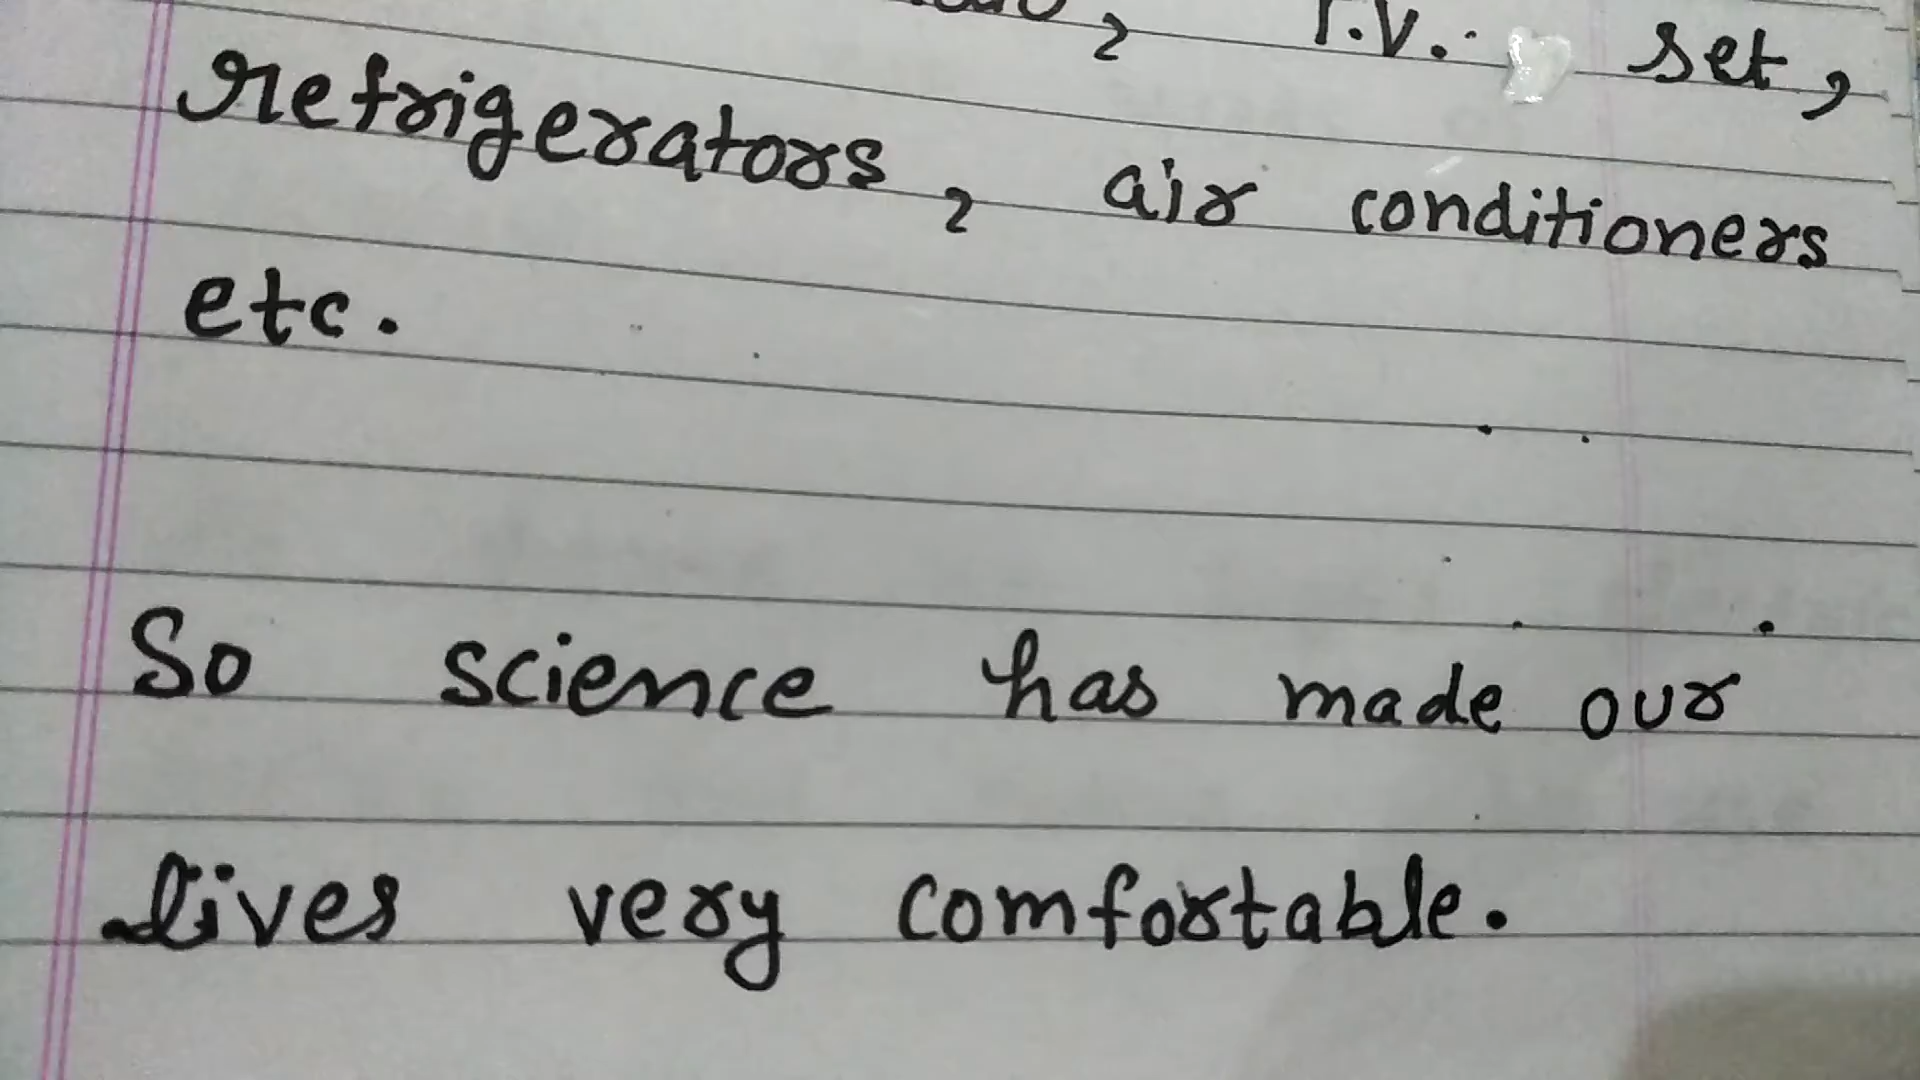 , T.V. set,
refrigerators, air conditioners
etc.
So science has made our
lives very comfortable.